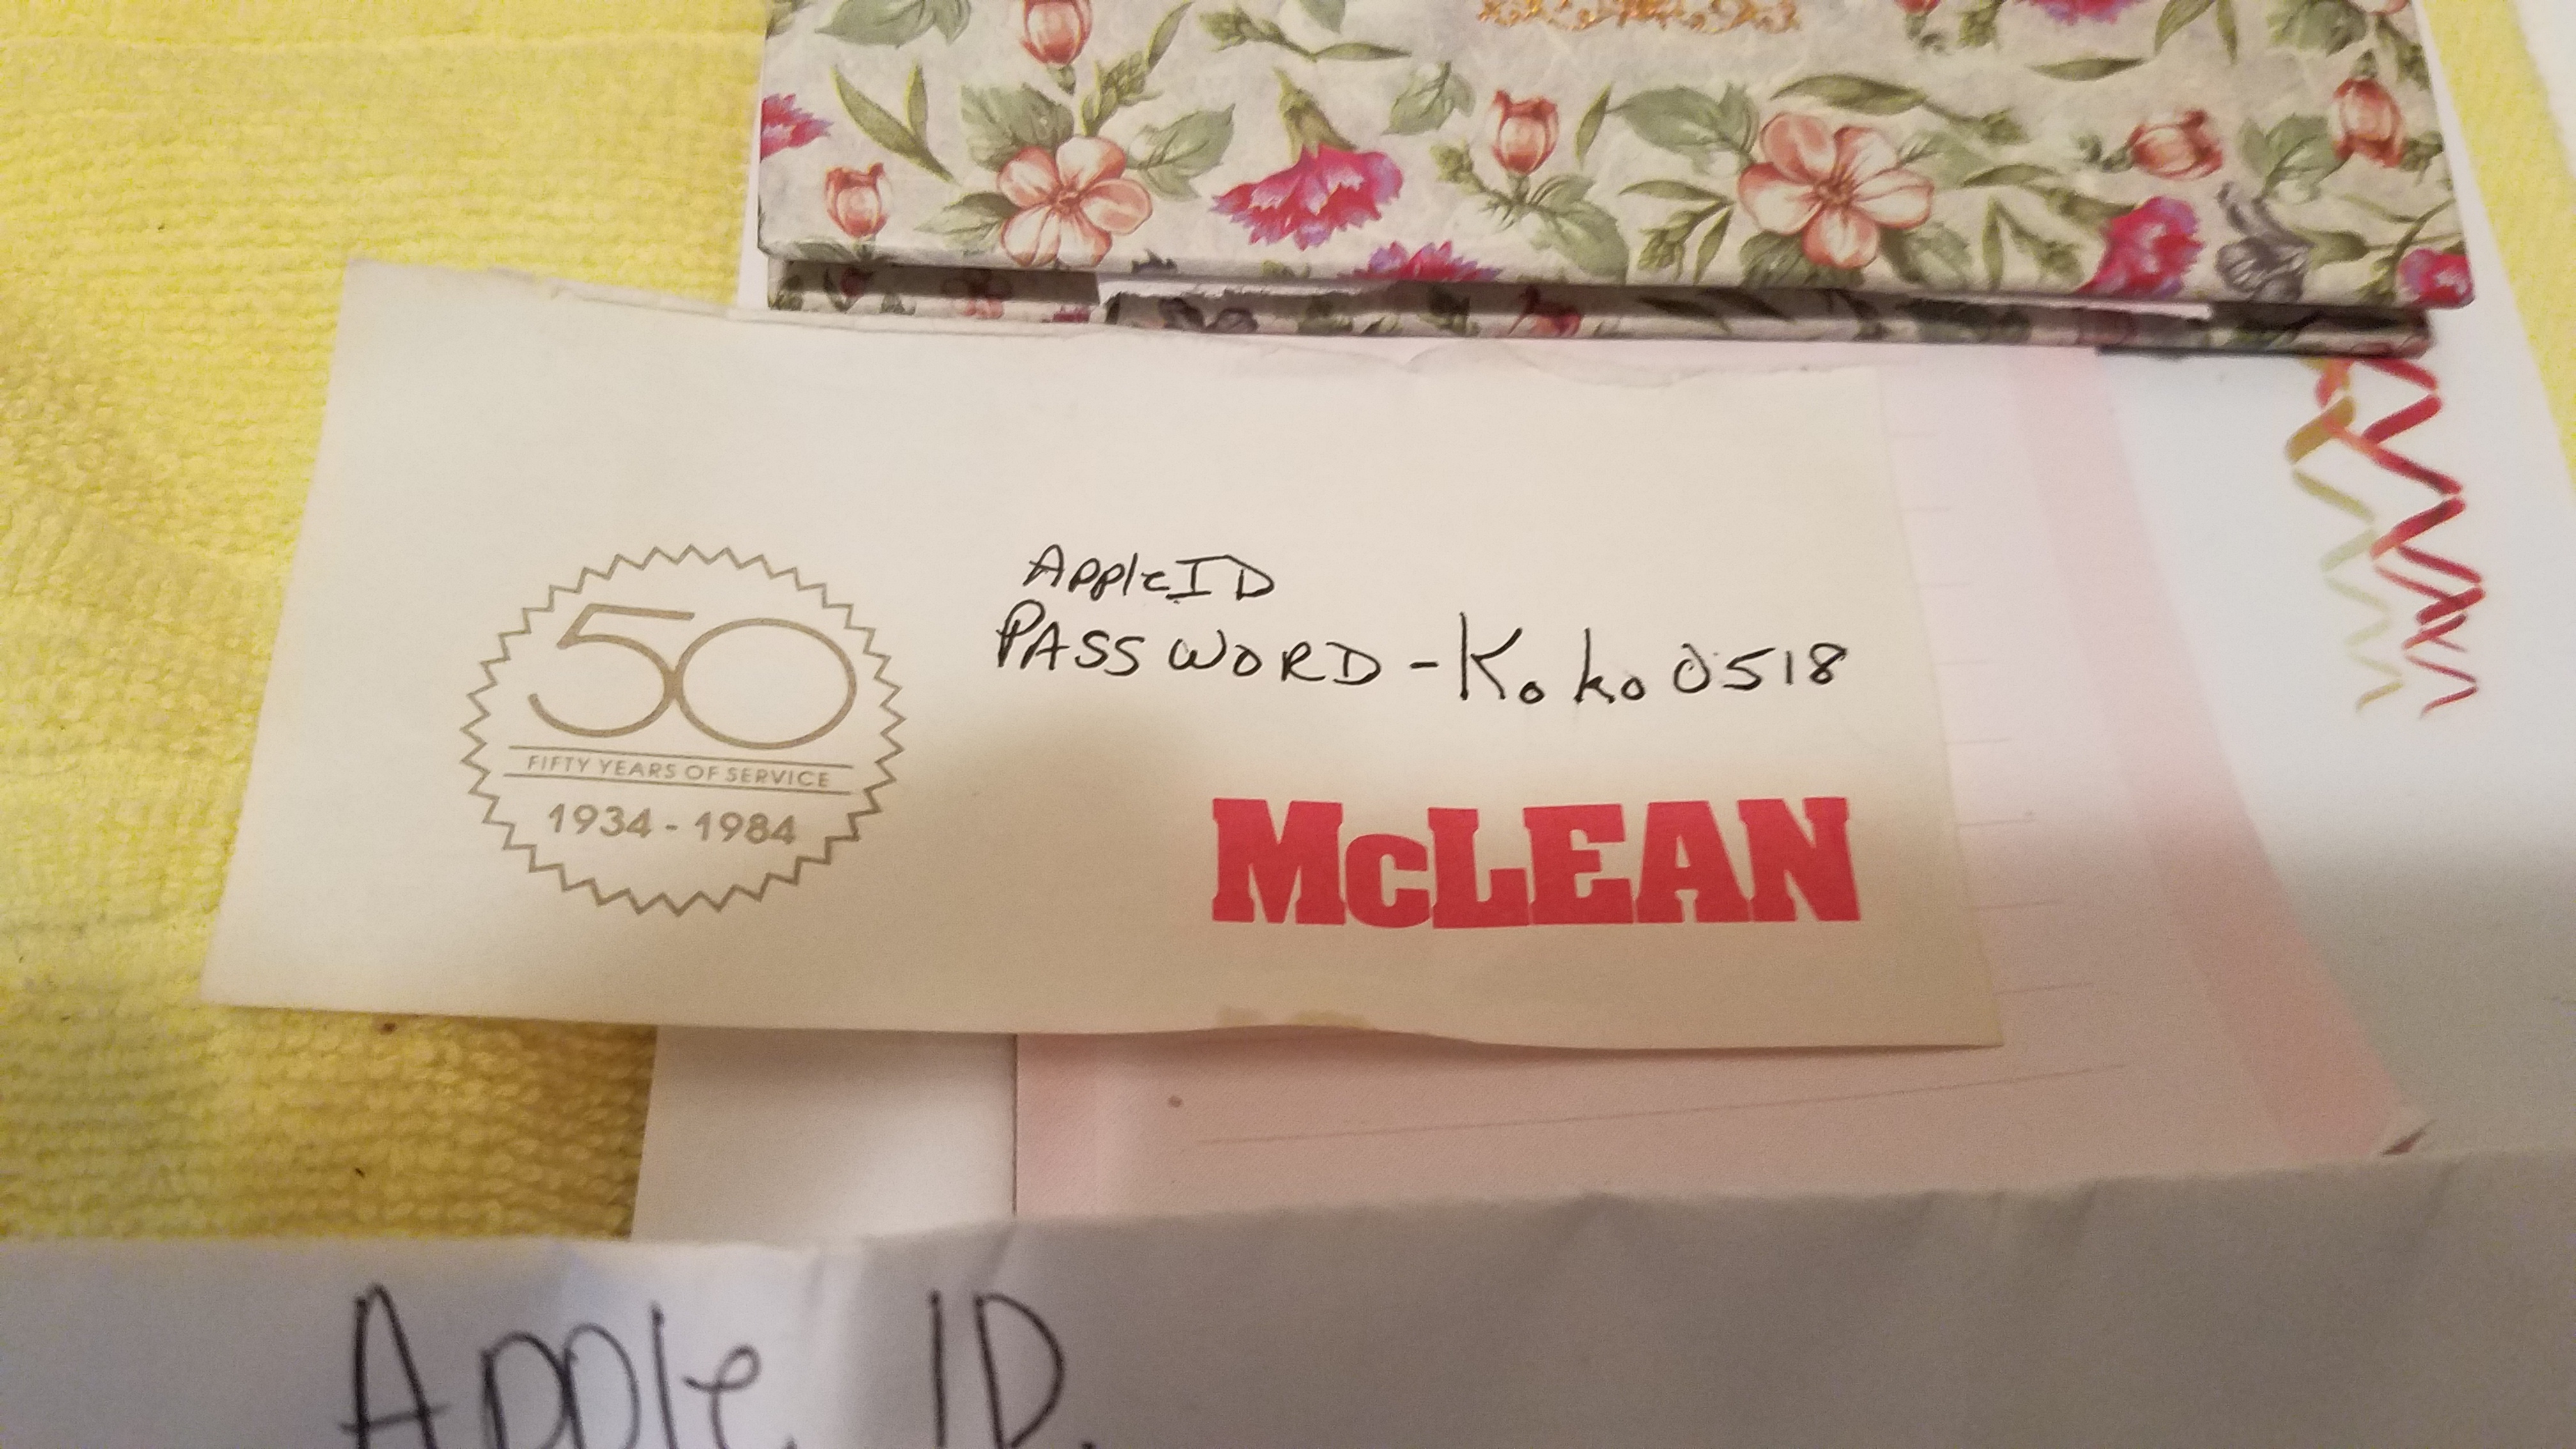 AppleID
PASSWORD - Koko0518
50
FIFTY YEARS OF SERVICE
1934 - 1984
McLEAN
Apple ID.